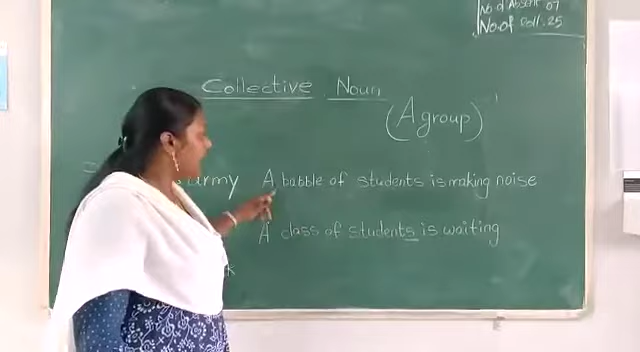 No of Absent 07
No of Roll. 25
Collective Noun
(A group)
army
A babble of students is making noise
A class of students is waiting